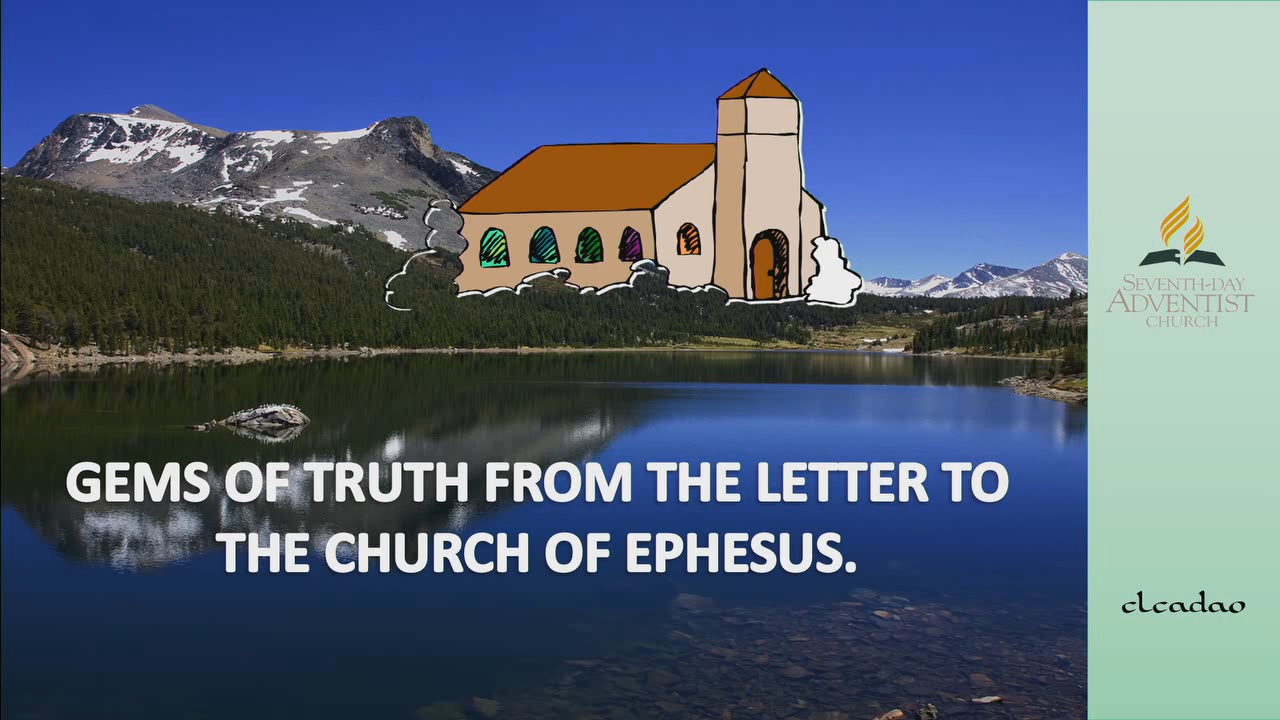 GEMS OF TRUTH FROM THE LETTER TO
THE CHURCH OF EPHESUS.
SEVENTH-DAY
ADVENTIST
CHURCH
clcadao